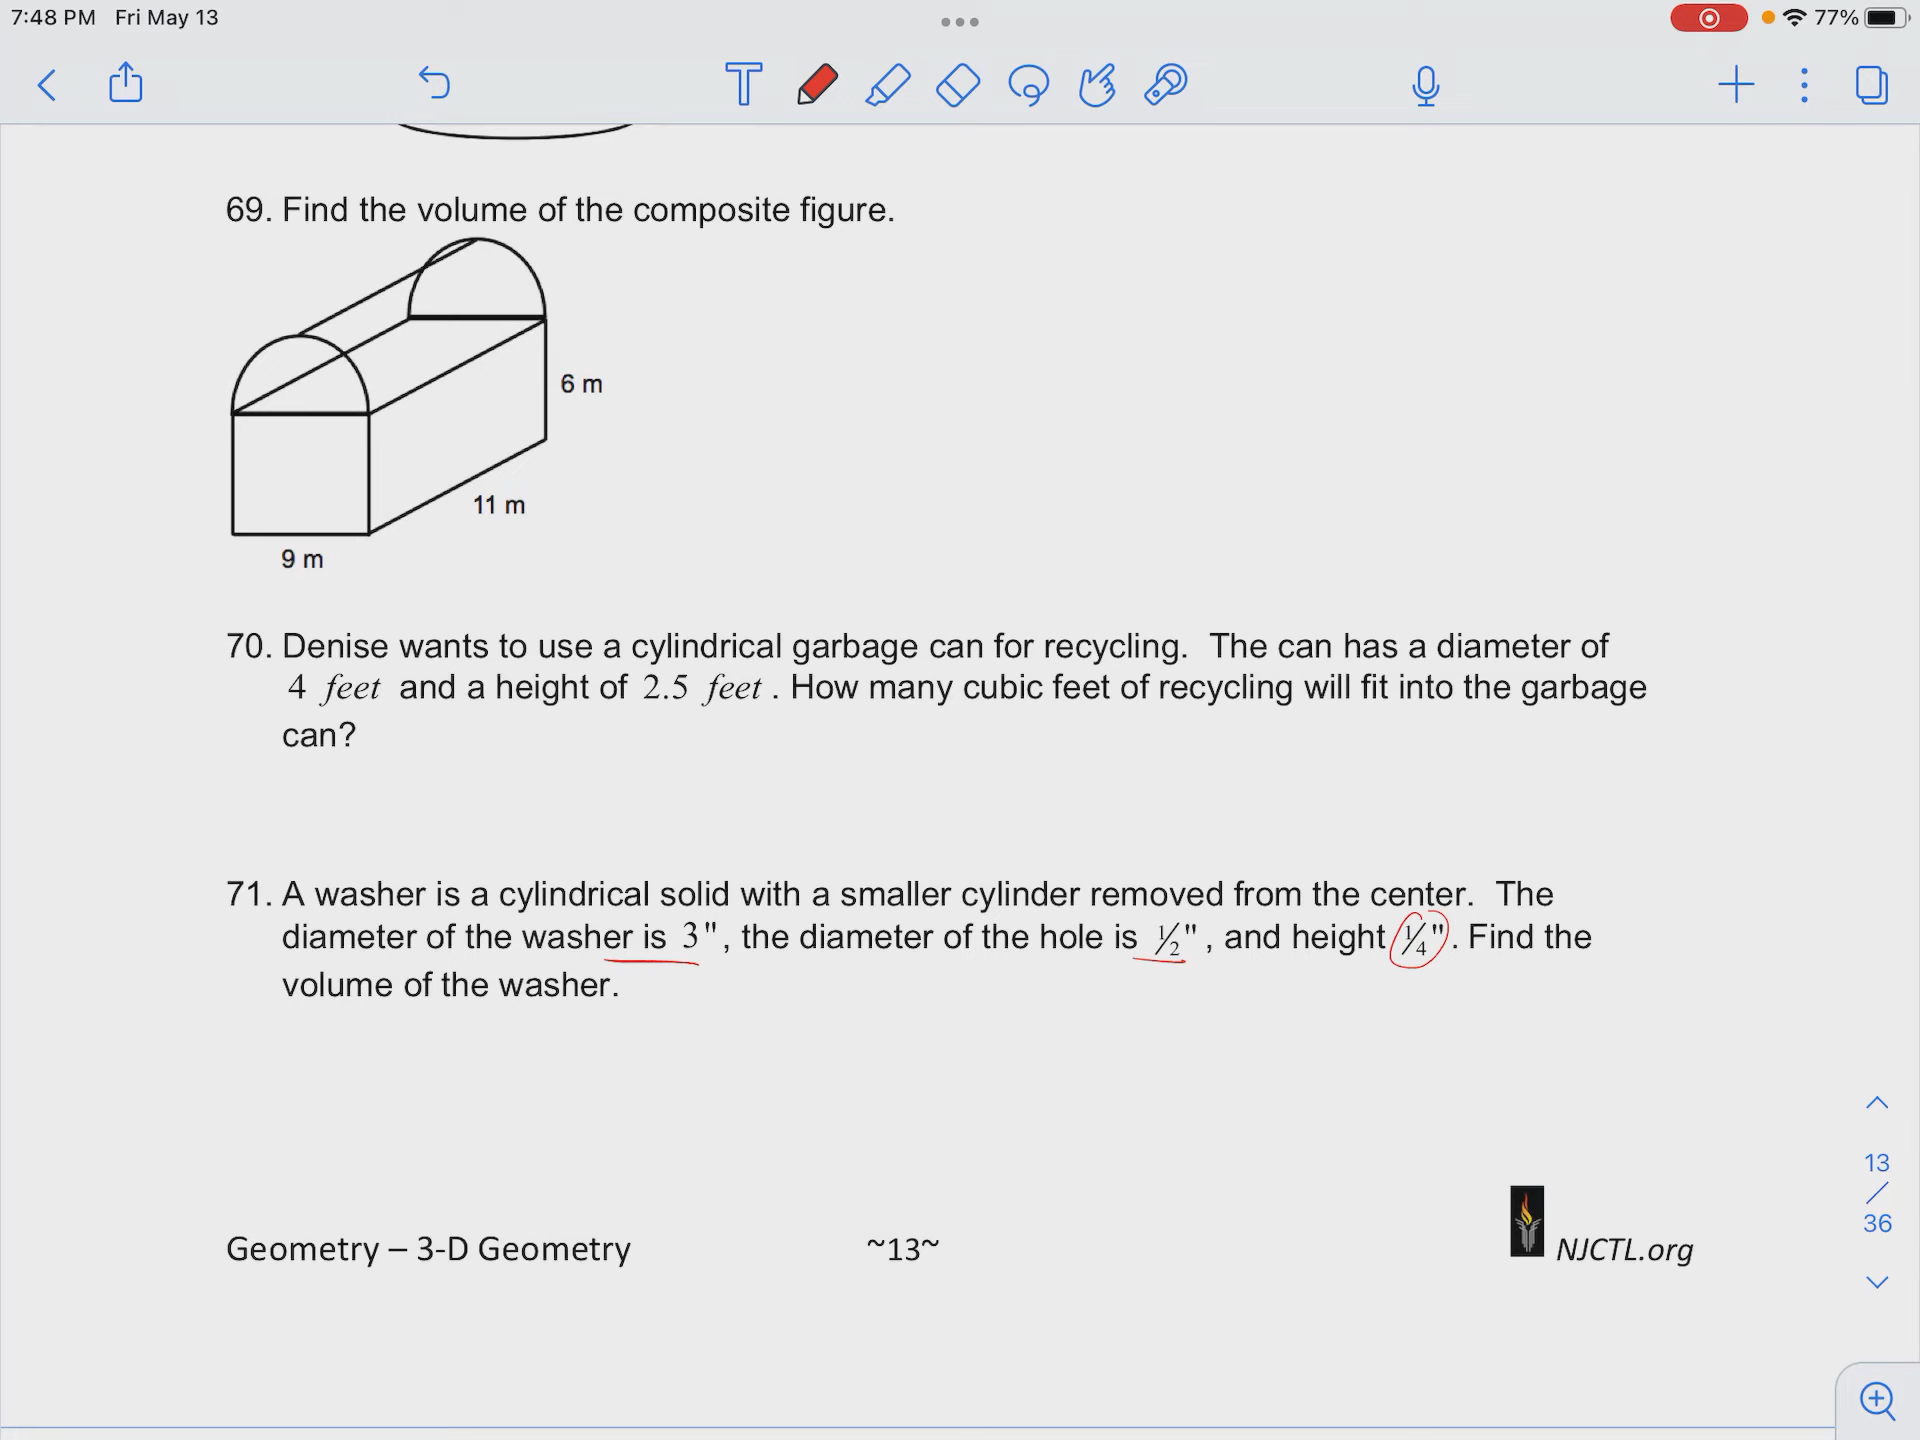 7:48 PM Fri May 13
77%
69. Find the volume of the composite figure.
6 m
11 m
9 m
70. Denise wants to use a cylindrical garbage can for recycling. The can has a diameter of
4 feet and a height of 2.5 feet. How many cubic feet of recycling will fit into the garbage
can?
71. A washer is a cylindrical solid with a smaller cylinder removed from the center. The
diameter of the washer is 3", the diameter of the hole is 1/2", and height 1/4". Find the
volume of the washer.
13
/
36
Geometry – 3-D Geometry ~13~ NJCTL.org